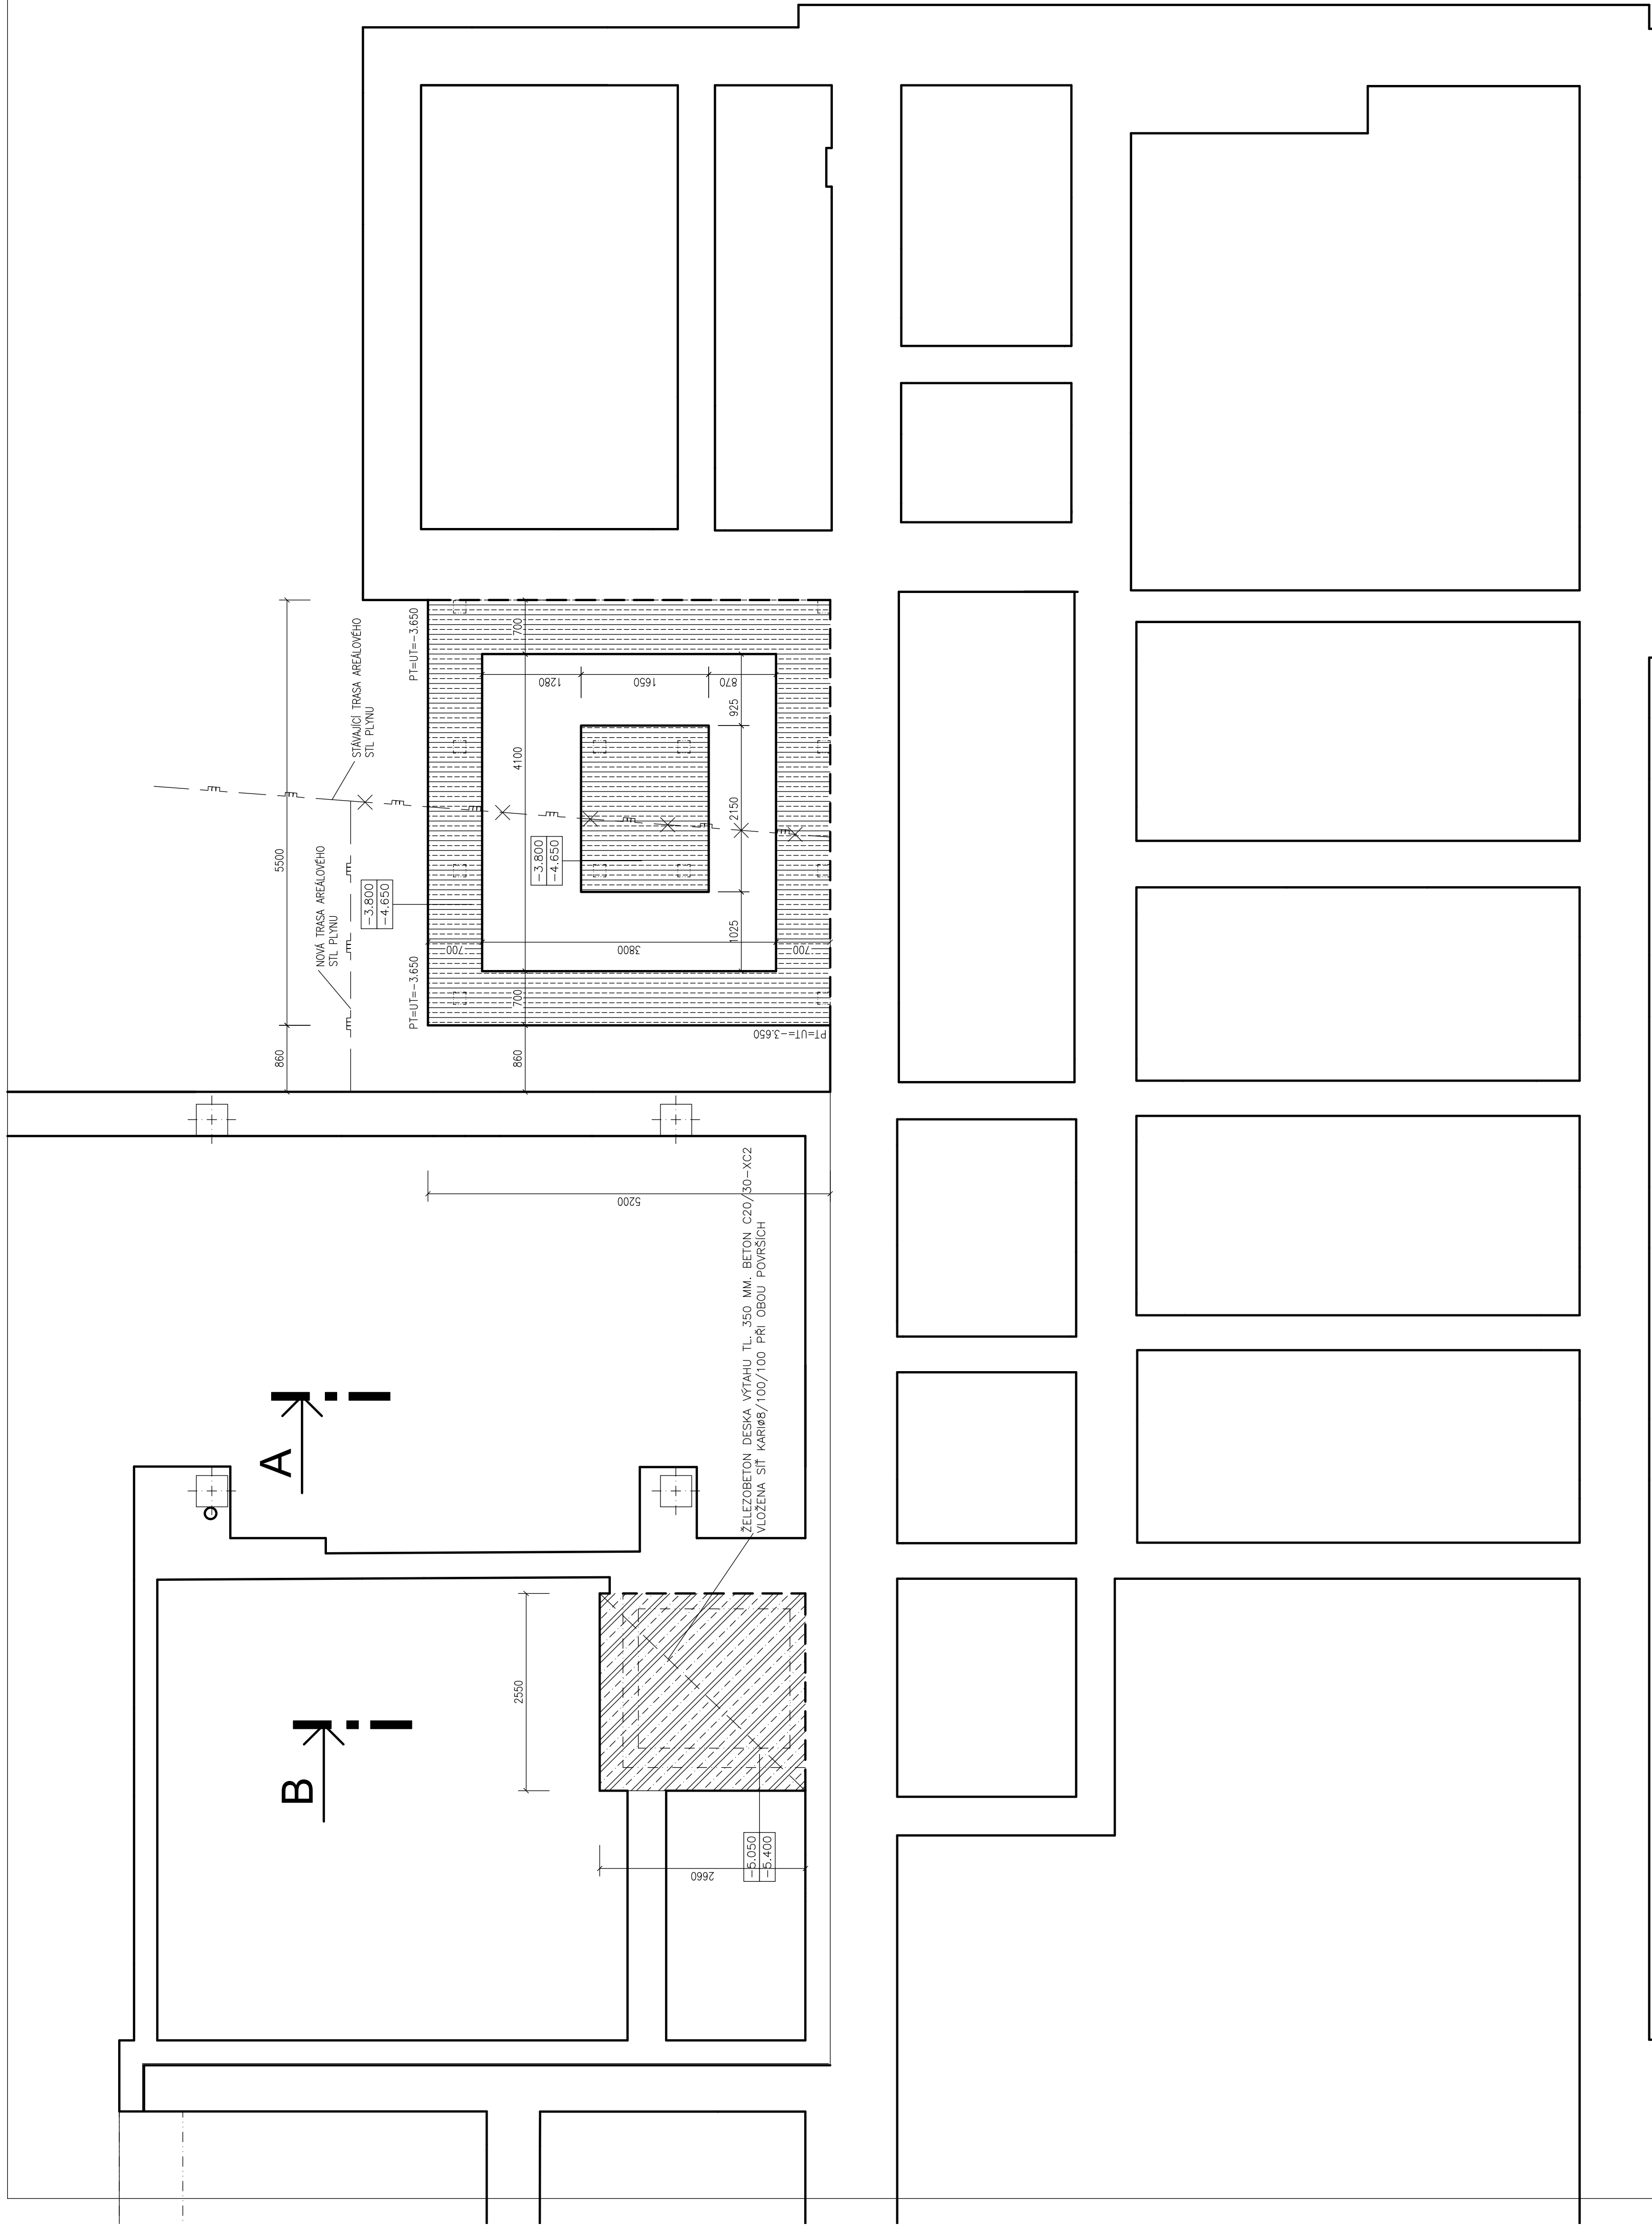 STÁVAJÍCÍ TRASA AREÁLOVÉHO
STL PLYNU
NOVÁ TRASA AREÁLOVÉHO
STL PLYNU
5500
860
PT=UT=-3.650
PT=UT=-3.650
PT=UT=-3.650
-3.800
-4.650
-3.800
-4.650
700
4100
700
860
1280
1650
870
925
2150
1025
700
3800
700
5200
ŽELEZOBETON DESKA VÝTAHU TL. 350 MM. BETON C20/30-XC2
VLOŽENA SÍŤ KARIø8/100/100 PŘI OBOU POVRŠÍCH
A
B
2550
2660
-5.050
-5.400